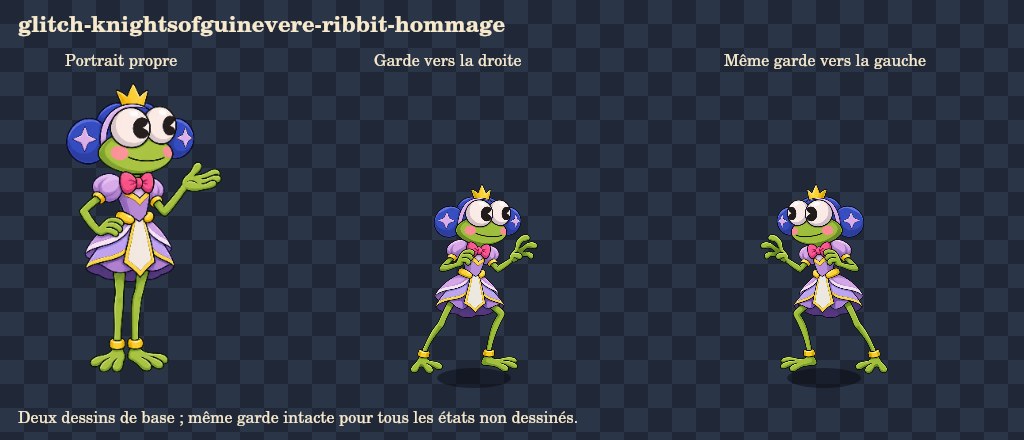 glitch-knightsofguinevere-ribbit-hommage
Portrait propre
Garde vers la droite
Même garde vers la gauche
Deux dessins de base ; même garde intacte pour tous les états non dessinés.